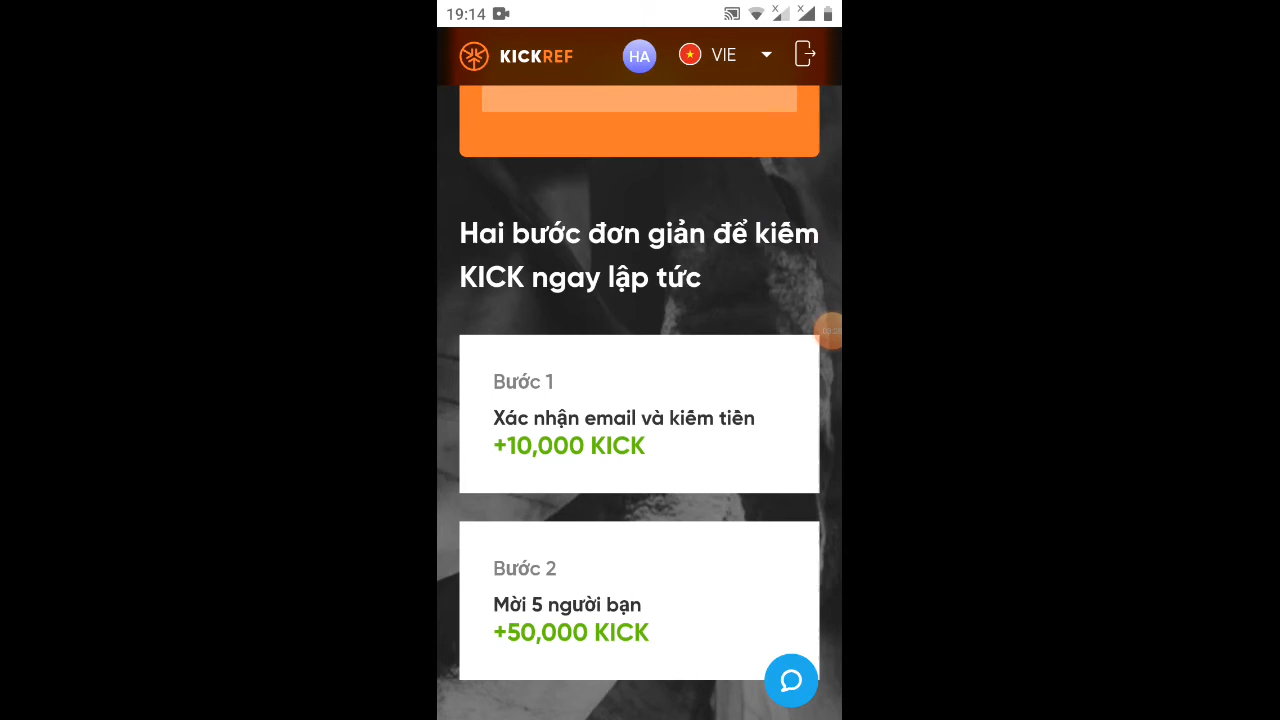 19:14
KICKREF
HA
VIE
Hai bước đơn giản để kiếm
KICK ngay lập tức
Bước 1
Xác nhận email và kiếm tiền
+10,000 KICK
Bước 2
Mời 5 người bạn
+50,000 KICK